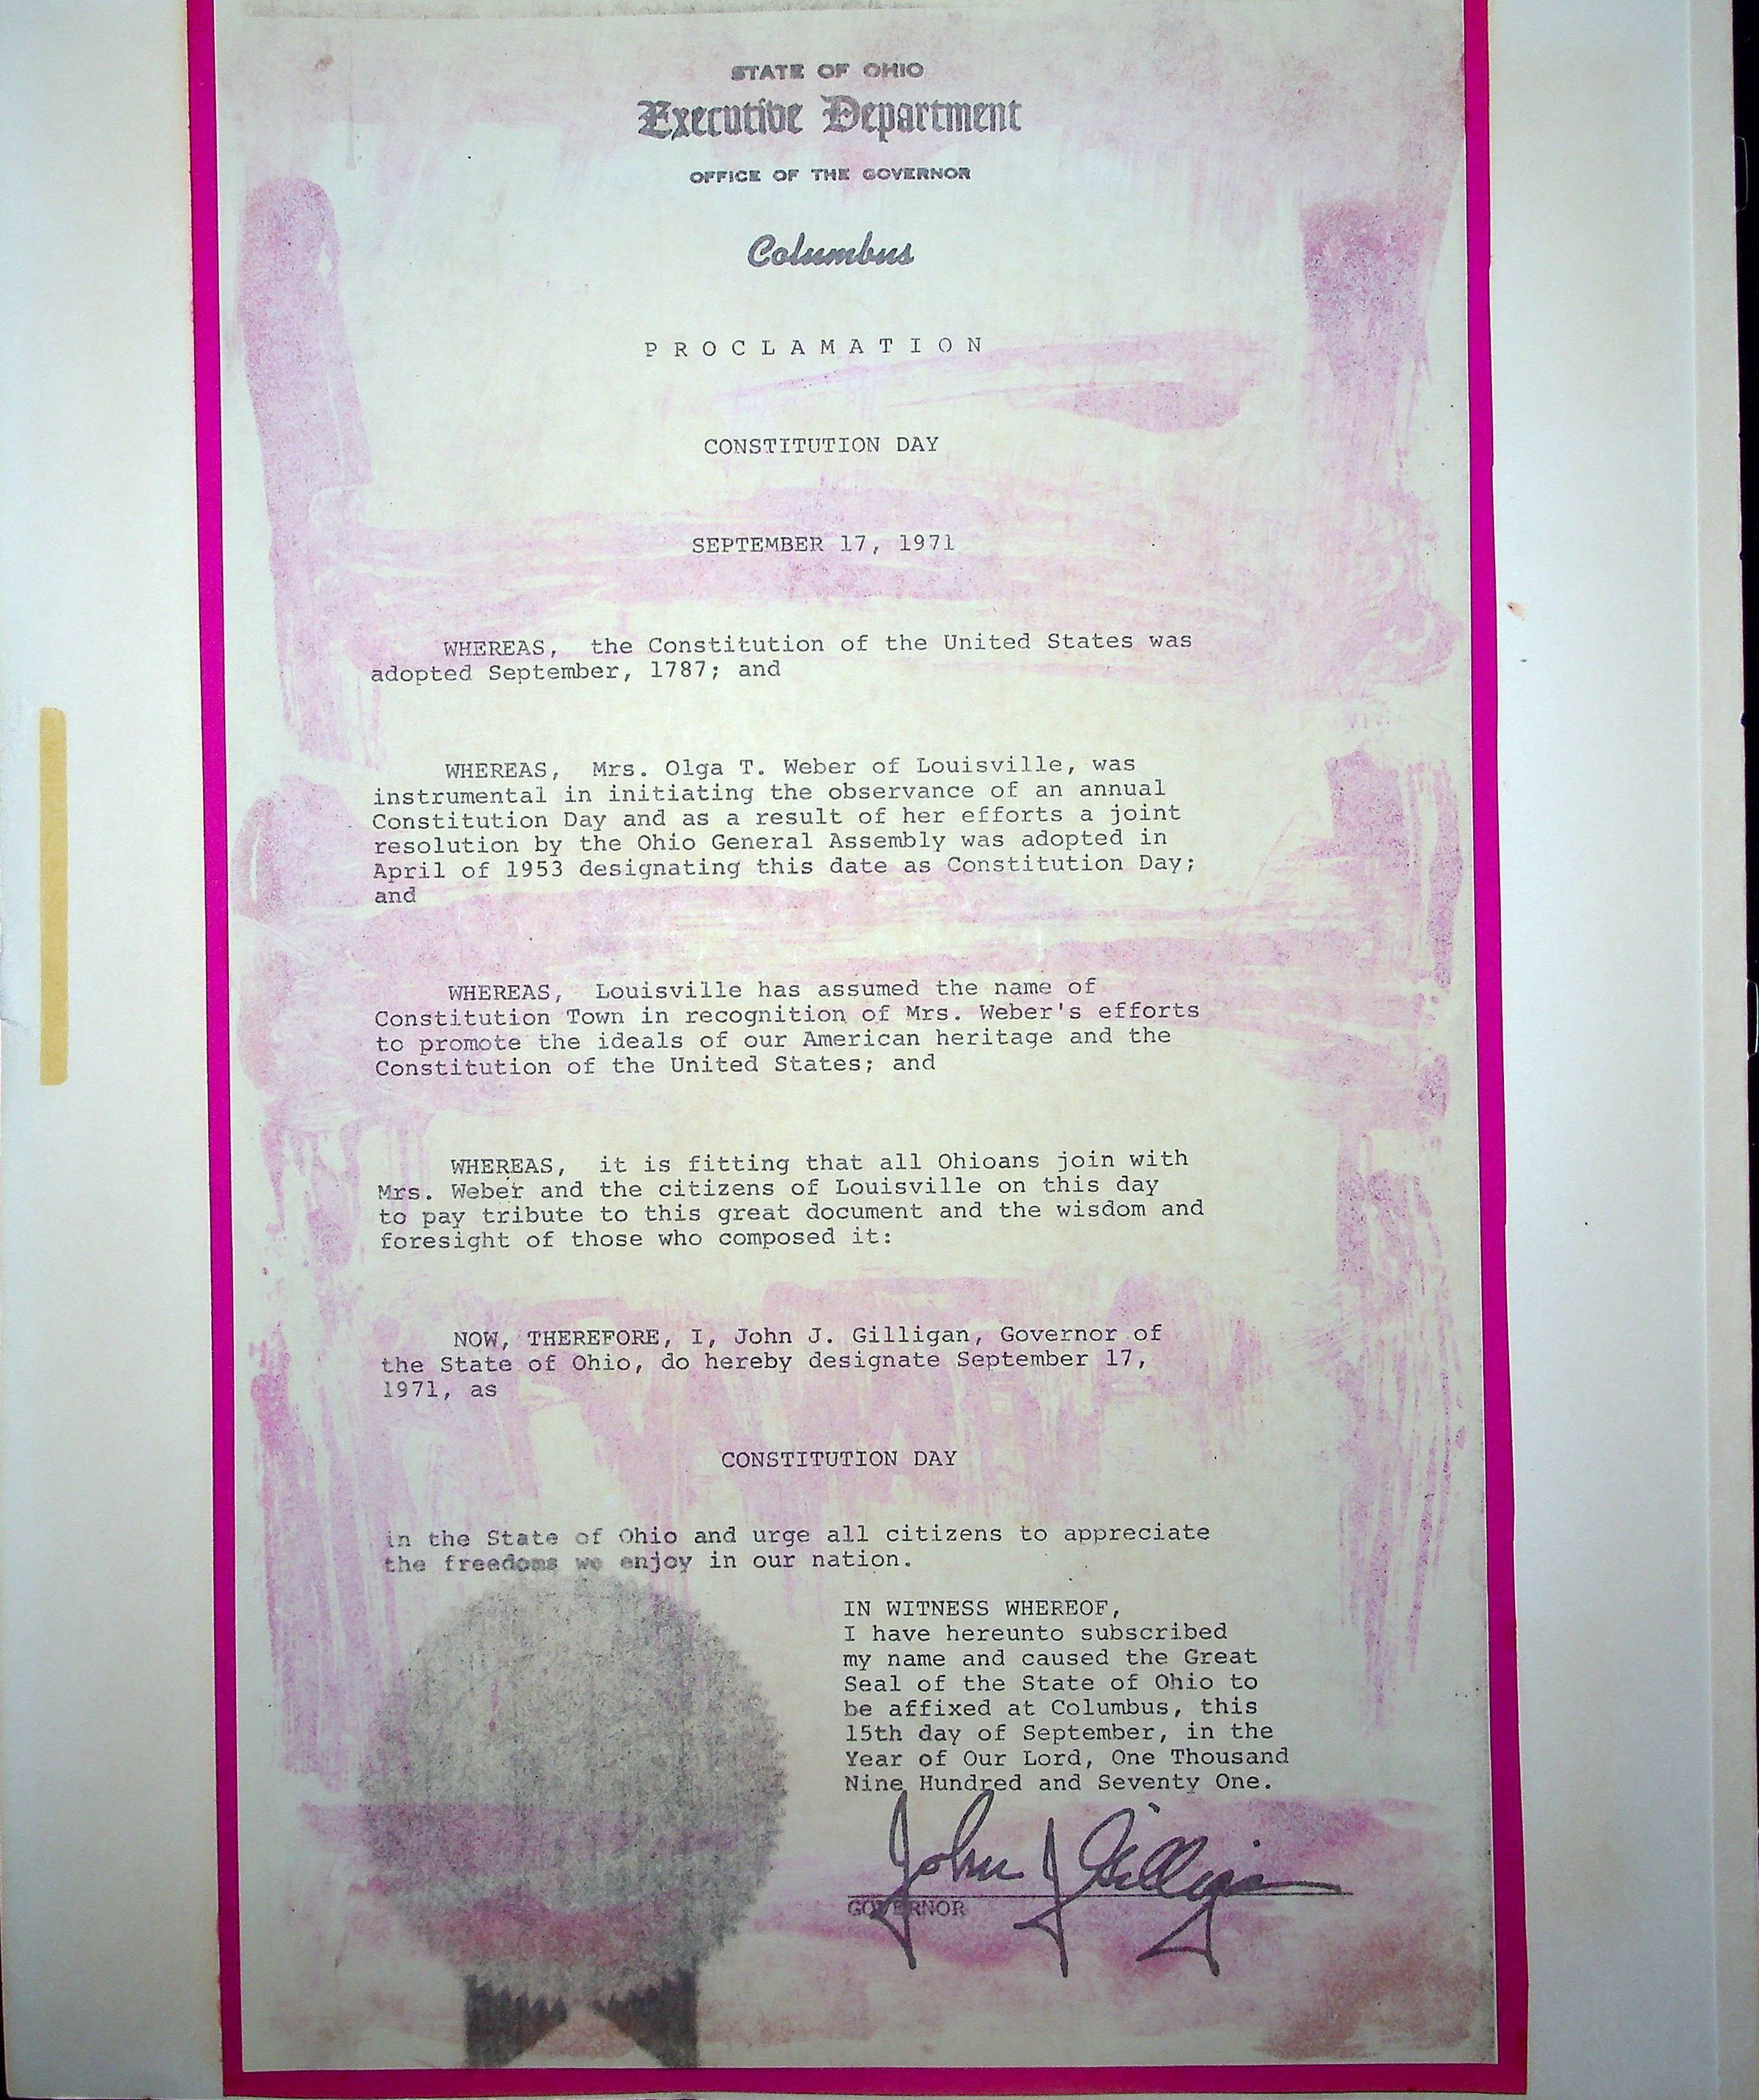 STATE OF OHIO
Executive Department
OFFICE OF THE GOVERNOR
Columbus
PROCLAMATION
CONSTITUTION DAY
SEPTEMBER 17, 1971
WHEREAS, the Constitution of the United States was
adopted September, 1787; and
WHEREAS, Mrs. Olga T. Weber of Louisville, was
instrumental in initiating the observance of an annual
Constitution Day and as a result of her efforts a joint
resolution by the Ohio General Assembly was adopted in
April of 1953 designating this date as Constitution Day;
and
WHEREAS, Louisville has assumed the name of
Constitution Town in recognition of Mrs. Weber's efforts
to promote the ideals of our American heritage and the
Constitution of the United States; and
WHEREAS, it is fitting that all Ohioans join with
Mrs. Weber and the citizens of Louisville on this day
to pay tribute to this great document and the wisdom and
foresight of those who composed it:
NOW, THEREFORE, I, John J. Gilligan, Governor of
the State of Ohio, do hereby designate September 17,
1971, as
CONSTITUTION DAY
in the State of Ohio and urge all citizens to appreciate
the freedoms we enjoy in our nation.
IN WITNESS WHEREOF,
I have hereunto subscribed
my name and caused the Great
Seal of the State of Ohio to
be affixed at Columbus, this
15th day of September, in the
Year of Our Lord, One Thousand
Nine Hundred and Seventy One.
John J Gilligan
GOVERNOR